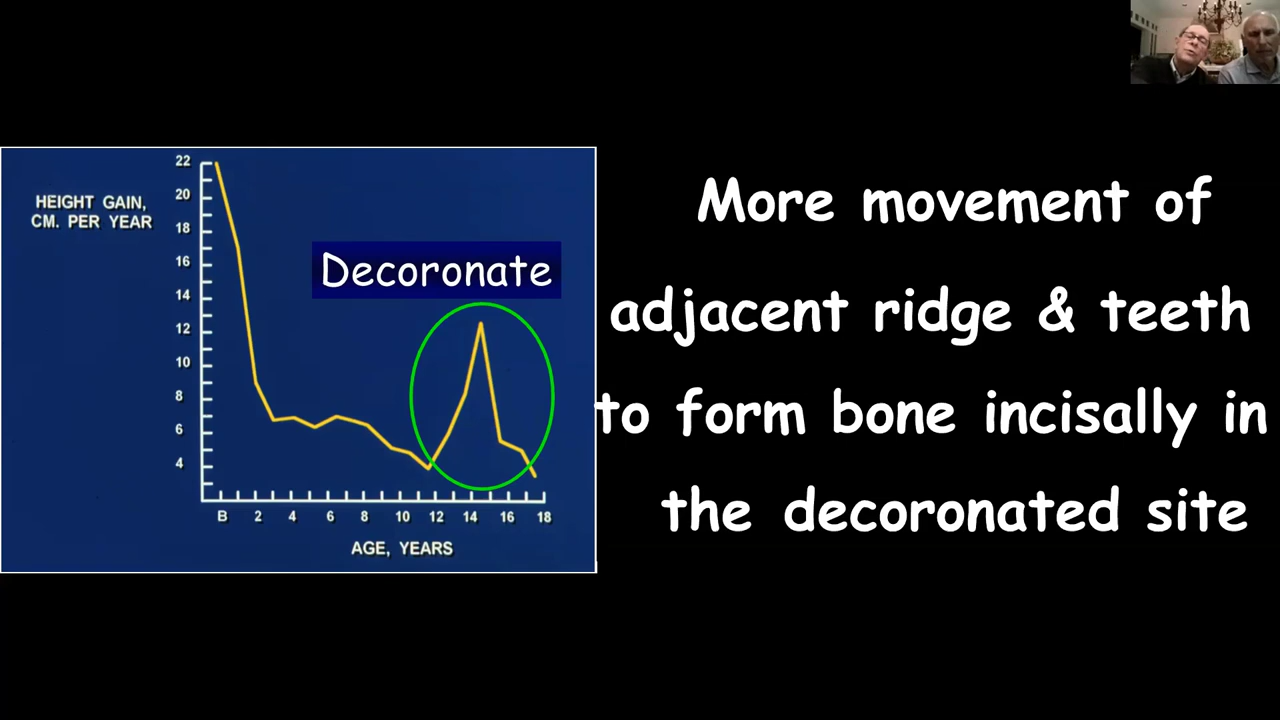 22
HEIGHT GAIN,
CM. PER YEAR
20
18
16
14
12
10
8
6
4
Decoronate
B 2 4 6 8 10 12 14 16 18
AGE, YEARS
More movement of
adjacent ridge & teeth
to form bone incisally in
the decoronated site